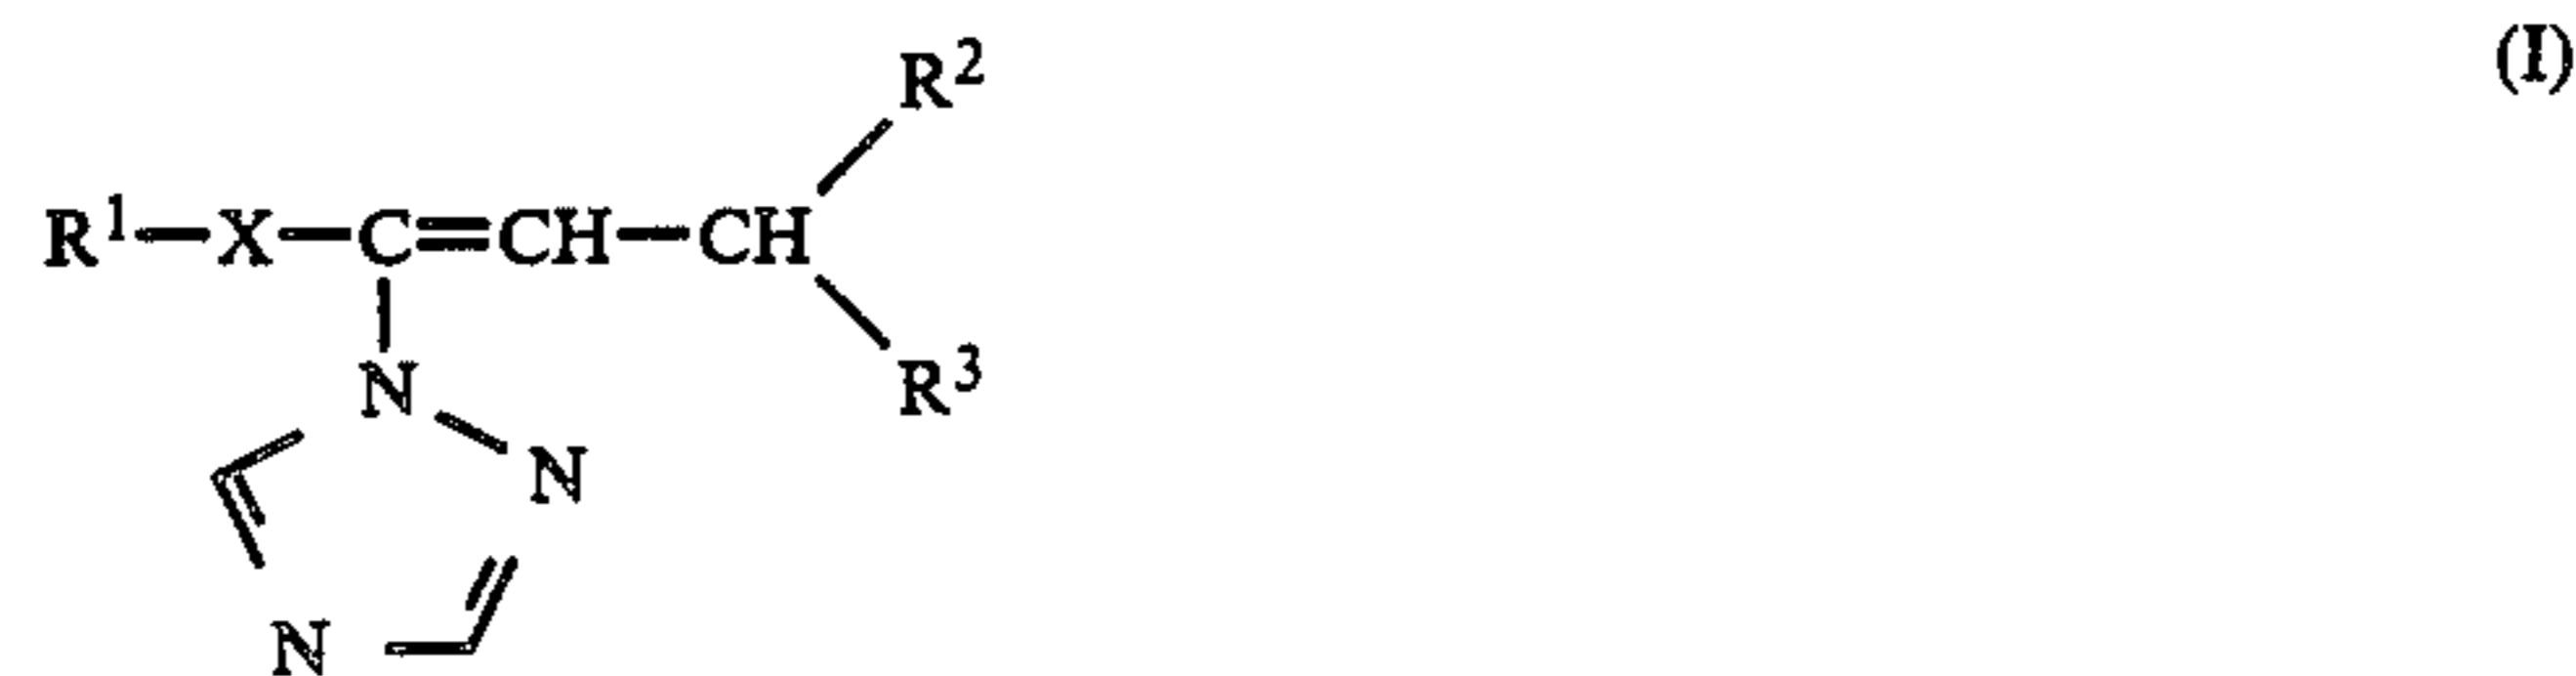 (I)
R²
R¹—X—C=CH—CH
R³
N
N
N